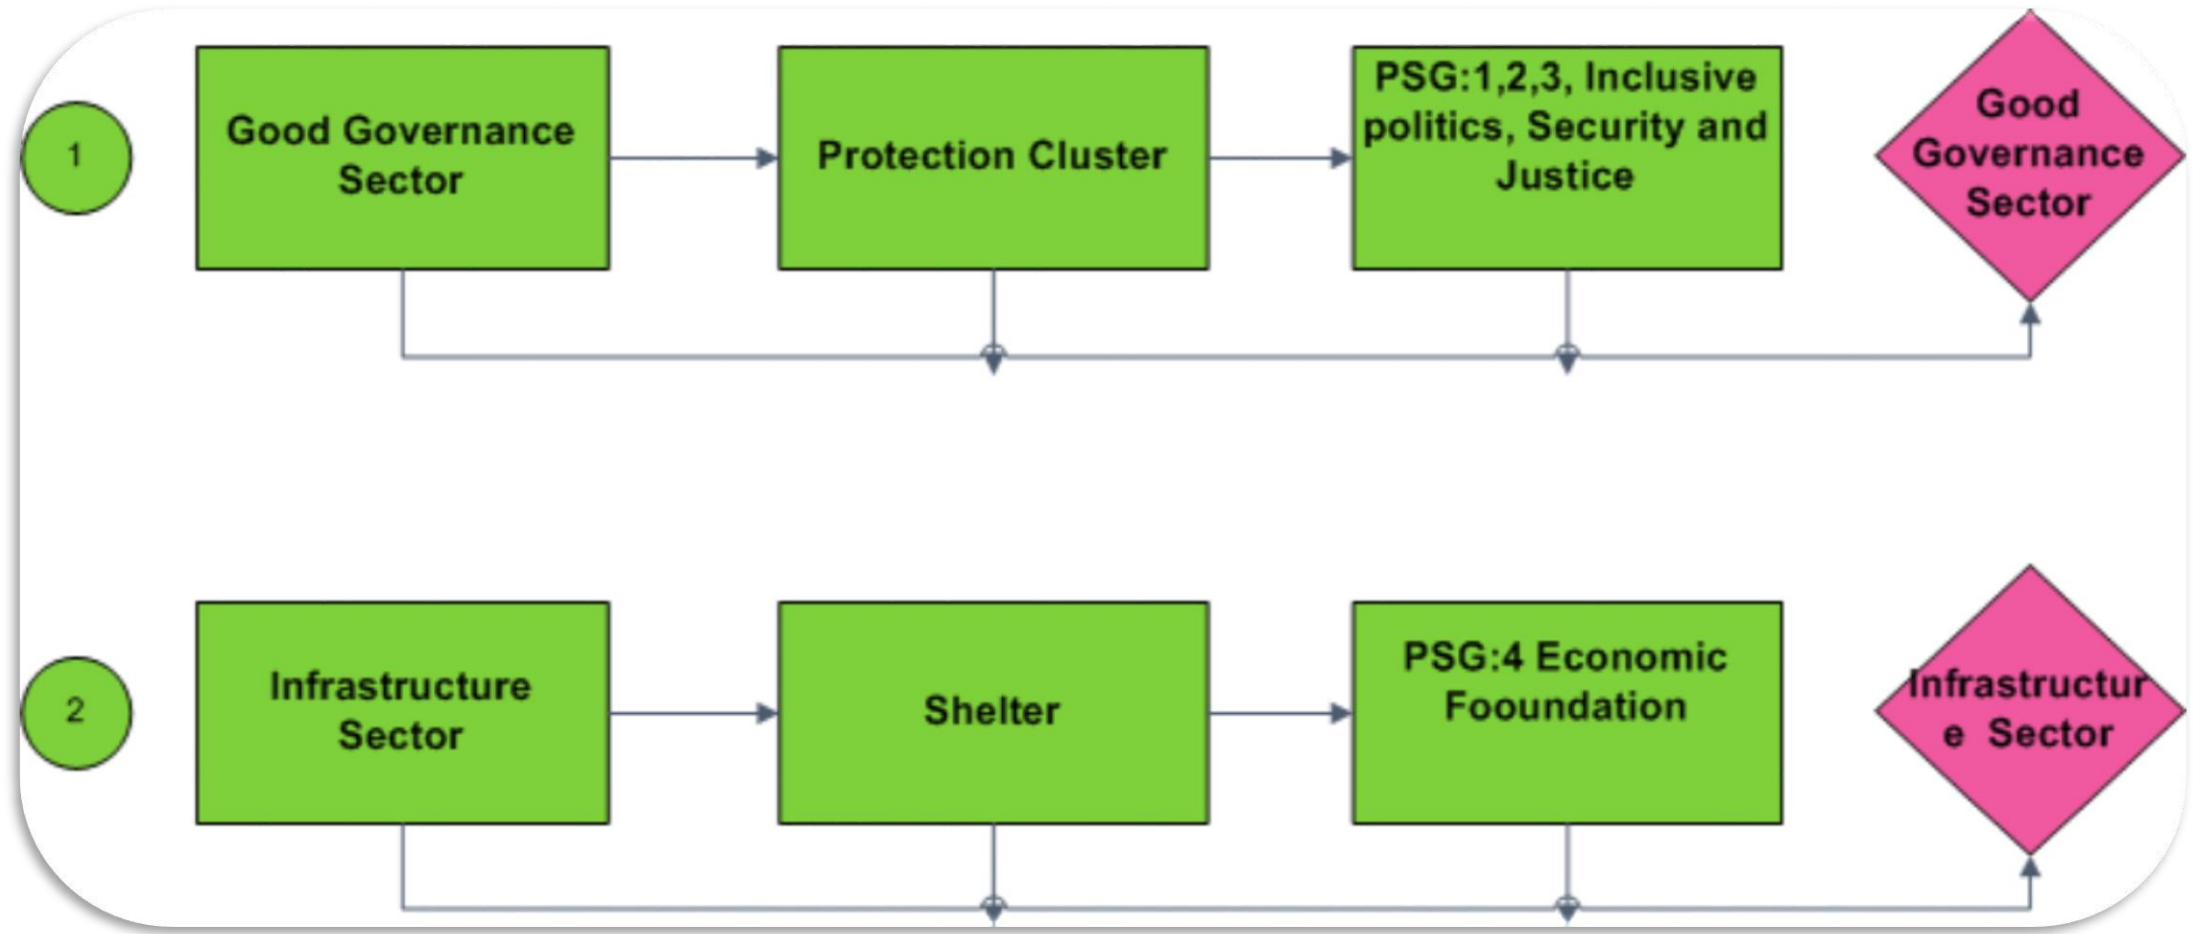 1
Good Governance
Sector
Protection Cluster
PSG:1,2,3, Inclusive
politics, Security and
Justice
Good
Governance
Sector
2
Infrastructure
Sector
Shelter
PSG:4 Economic
Fooundation
Infrastructur
e Sector